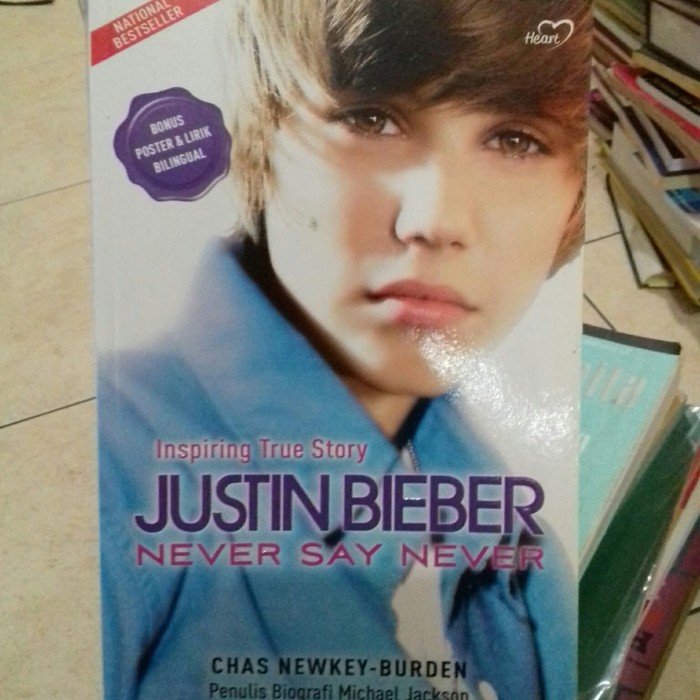 NATIONAL
BESTSELLER
Heart
BONUS
POSTER & LIRIK
BILINGUAL
Inspiring True Story
JUSTIN BIEBER
NEVER SAY NEVER
CHAS NEWKEY-BURDEN
Penulis Biografi Michael Jackson